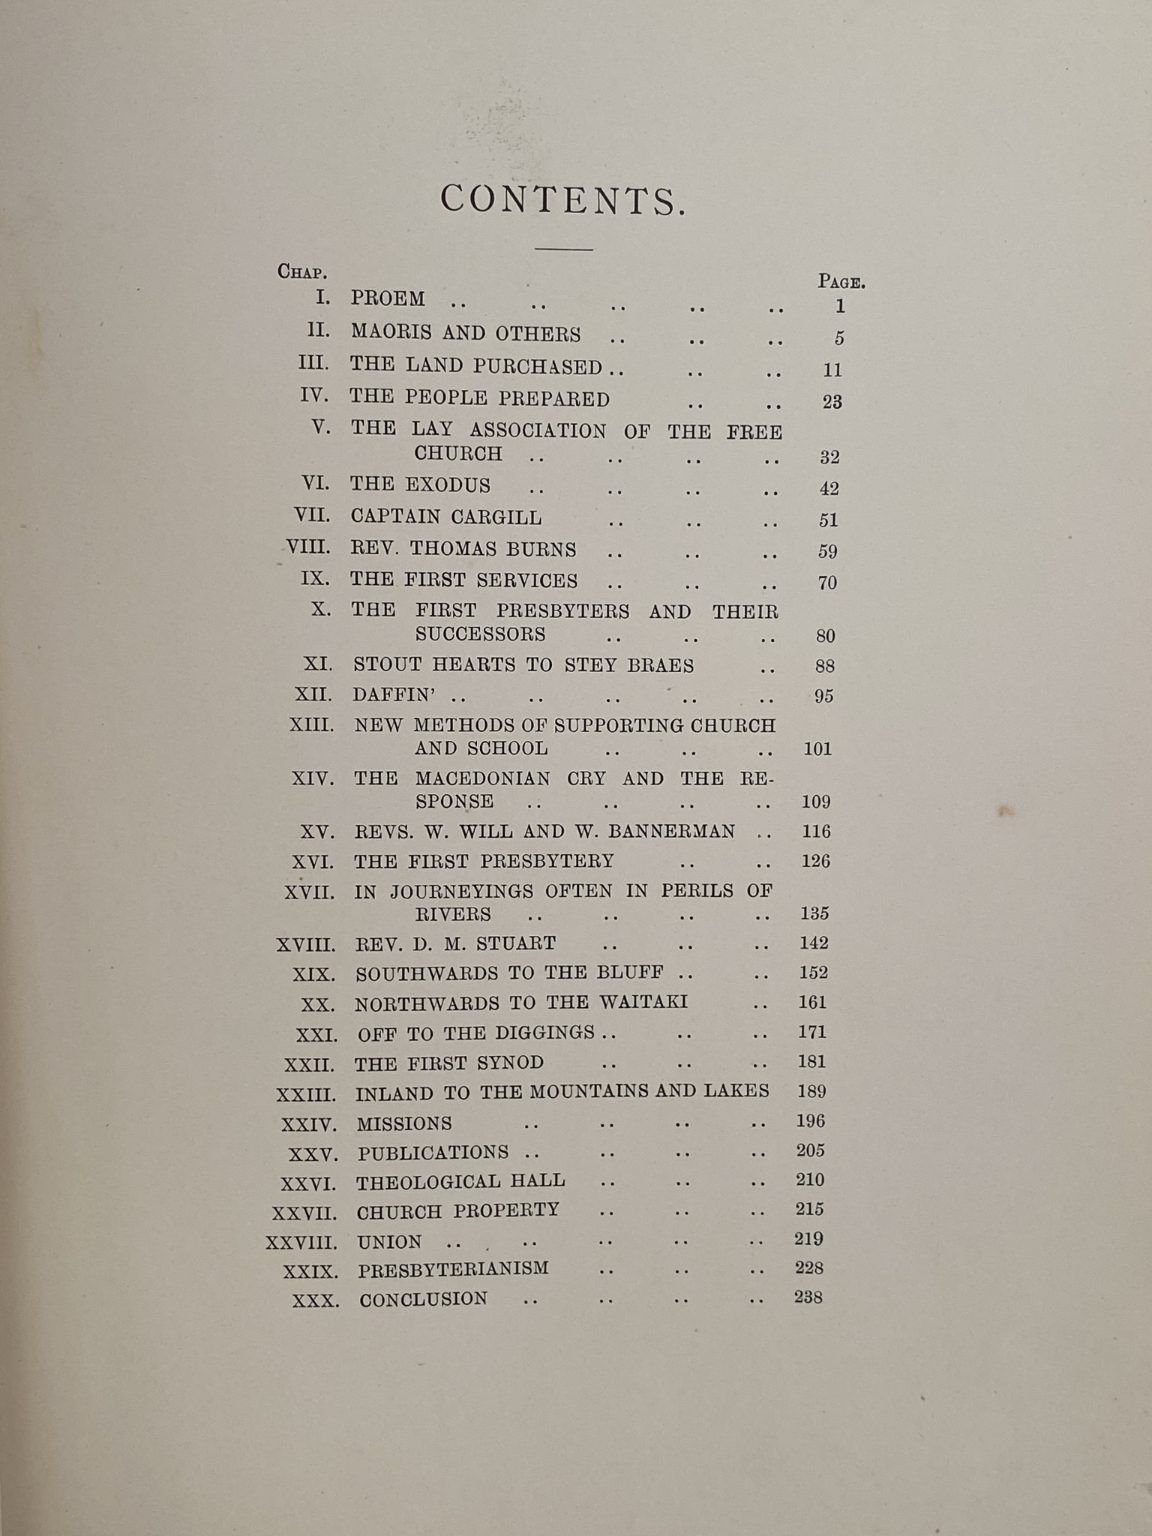 CONTENTS.
CHAP. PAGE.
I. PROEM .. .. .. .. .. 1
II. MAORIS AND OTHERS .. .. .. 5
III. THE LAND PURCHASED .. .. .. 11
IV. THE PEOPLE PREPARED .. .. 23
V. THE LAY ASSOCIATION OF THE FREE
CHURCH .. .. .. .. 32
VI. THE EXODUS .. .. .. .. 42
VII. CAPTAIN CARGILL .. .. .. 51
VIII. REV. THOMAS BURNS .. .. .. 59
IX. THE FIRST SERVICES .. .. .. 70
X. THE FIRST PRESBYTERS AND THEIR
SUCCESSORS .. .. .. 80
XI. STOUT HEARTS TO STEY BRAES .. 88
XII. DAFFIN' .. .. .. .. .. 95
XIII. NEW METHODS OF SUPPORTING CHURCH
AND SCHOOL .. .. .. 101
XIV. THE MACEDONIAN CRY AND THE RE-
SPONSE .. .. .. .. 109
XV. REVS. W. WILL AND W. BANNERMAN .. 116
XVI. THE FIRST PRESBYTERY .. .. 126
XVII. IN JOURNEYINGS OFTEN IN PERILS OF
RIVERS .. .. .. .. 135
XVIII. REV. D. M. STUART .. .. .. 142
XIX. SOUTHWARDS TO THE BLUFF .. .. 152
XX. NORTHWARDS TO THE WAITAKI .. 161
XXI. OFF TO THE DIGGINGS .. .. .. 171
XXII. THE FIRST SYNOD .. .. .. 181
XXIII. INLAND TO THE MOUNTAINS AND LAKES 189
XXIV. MISSIONS .. .. .. .. 196
XXV. PUBLICATIONS .. .. .. .. 205
XXVI. THEOLOGICAL HALL .. .. .. 210
XXVII. CHURCH PROPERTY .. .. .. 215
XXVIII. UNION .. .. .. .. .. 219
XXIX. PRESBYTERIANISM .. .. .. 228
XXX. CONCLUSION .. .. .. .. 238